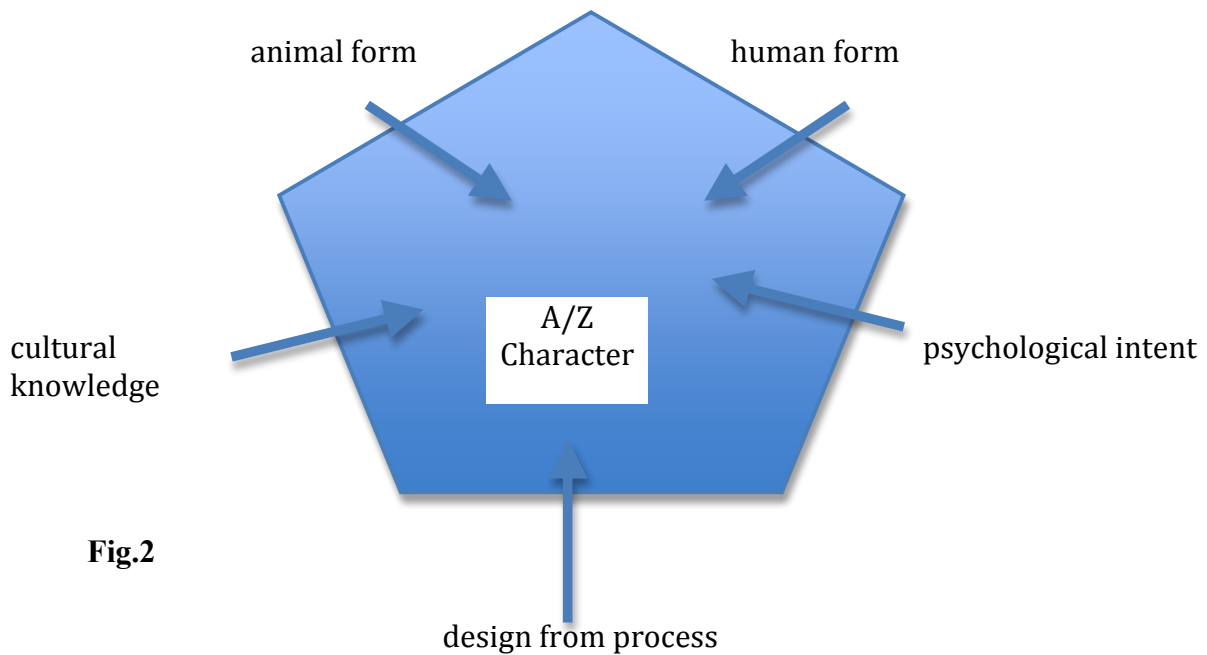 animal form
human form
A/Z
Character
cultural
knowledge
psychological intent
Fig.2
design from process